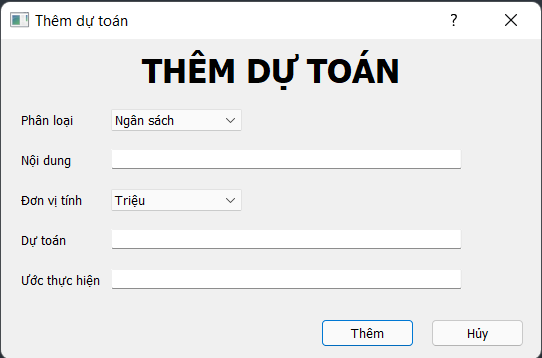 Thêm dự toán
THÊM DỰ TOÁN
Phân loại Ngân sách
Nội dung
Đơn vị tính Triệu
Dự toán
Ước thực hiện
Thêm Hủy